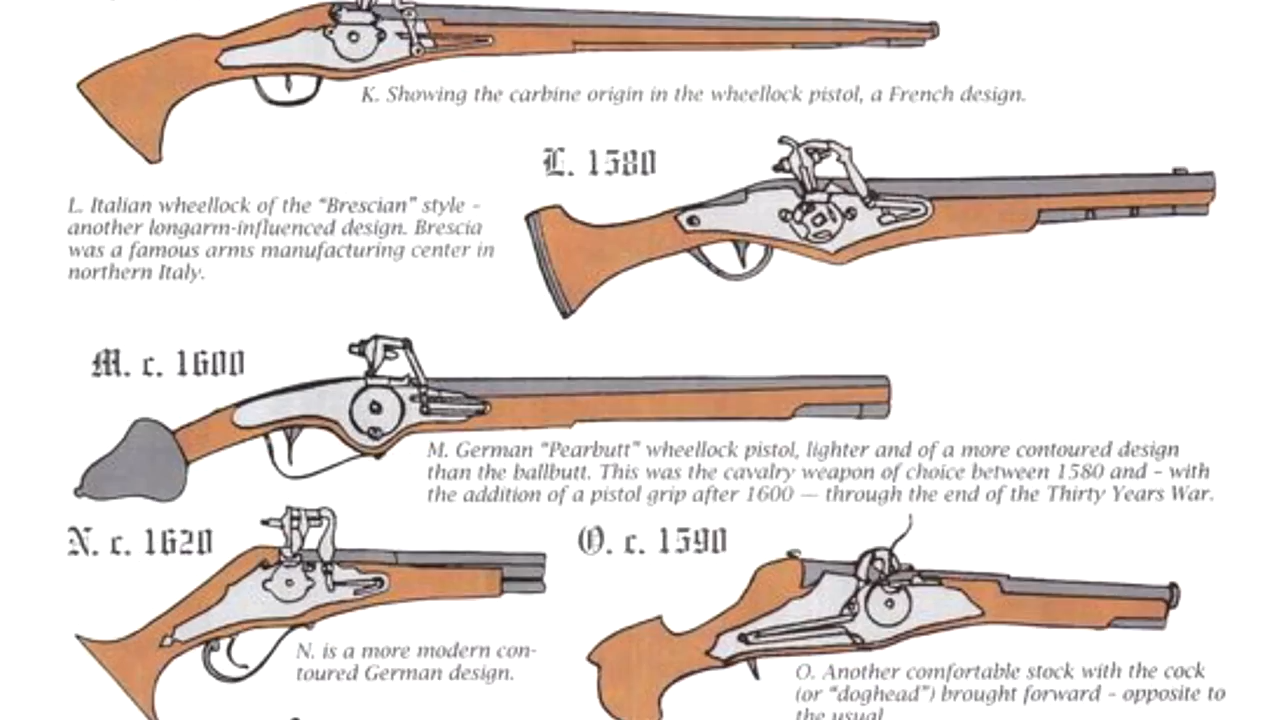 K. Showing the carbine origin in the wheellock pistol, a French design.
L. 1580
L. Italian wheellock of the “Brescian” style -
another longarm-influenced design. Brescia
was a famous arms manufacturing center in
northern Italy.
M. c. 1600
M. German “Pearbutt” wheellock pistol, lighter and of a more contoured design
than the ballbutt. This was the cavalry weapon of choice between 1580 and - with
the addition of a pistol grip after 1600 — through the end of the Thirty Years War.
N. c. 1620
N. is a more modern con-
toured German design.
O. c. 1590
O. Another comfortable stock with the cock
(or “doghead”) brought forward - opposite to
the usual